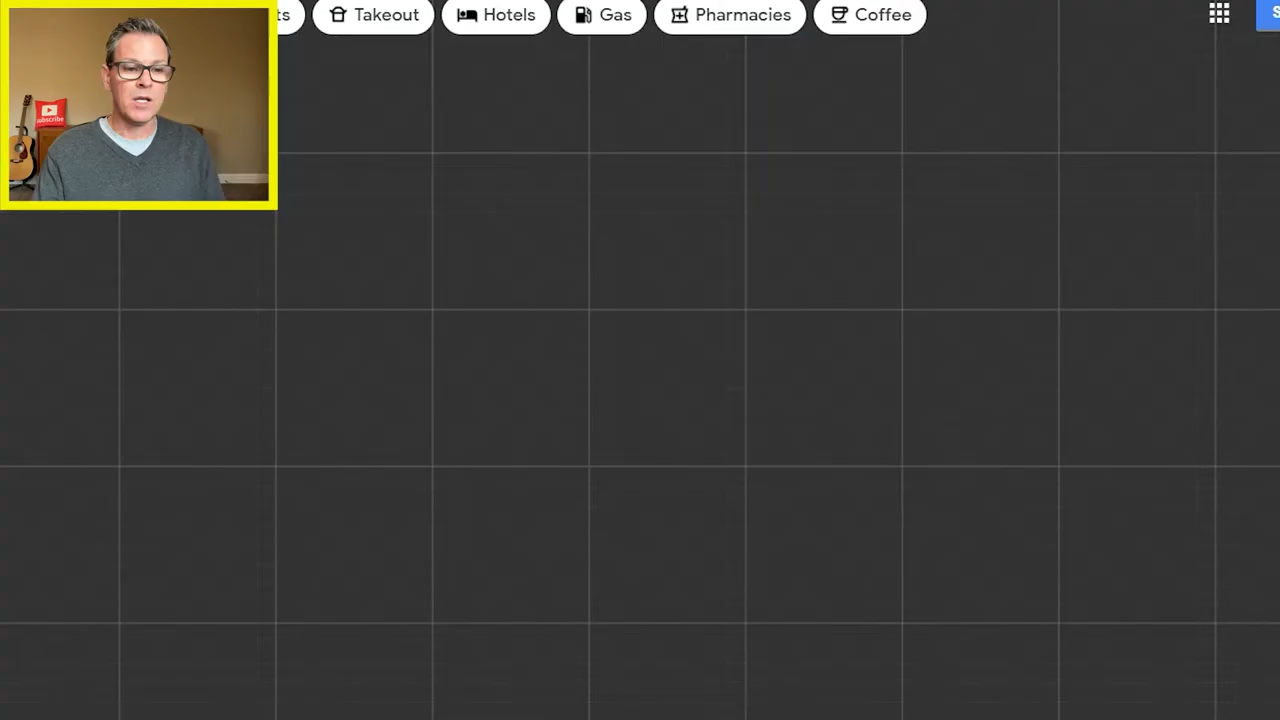 Takeout
Hotels
Gas
Pharmacies
Coffee
subscribe